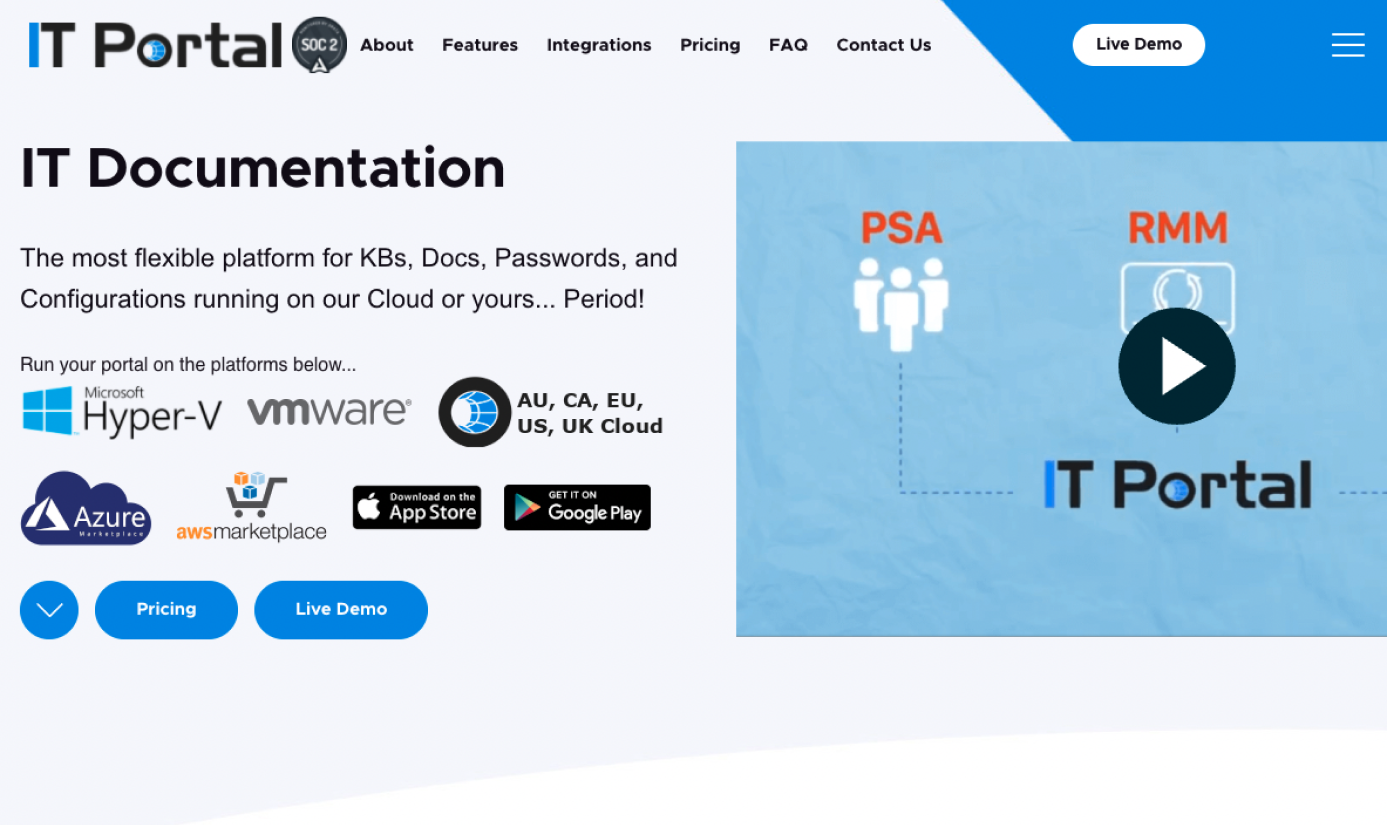 IT Portal
SOC 2
About Features Integrations Pricing FAQ Contact Us
Live Demo
IT Documentation
The most flexible platform for KBs, Docs, Passwords, and
Configurations running on our Cloud or yours... Period!
Run your portal on the platforms below...
Microsoft
Hyper-V
vmware®
AU, CA, EU,
US, UK Cloud
Azure
Marketplace
aws marketplace
Download on the
App Store
GET IT ON
Google Play
Pricing
Live Demo
PSA
RMM
IT Portal